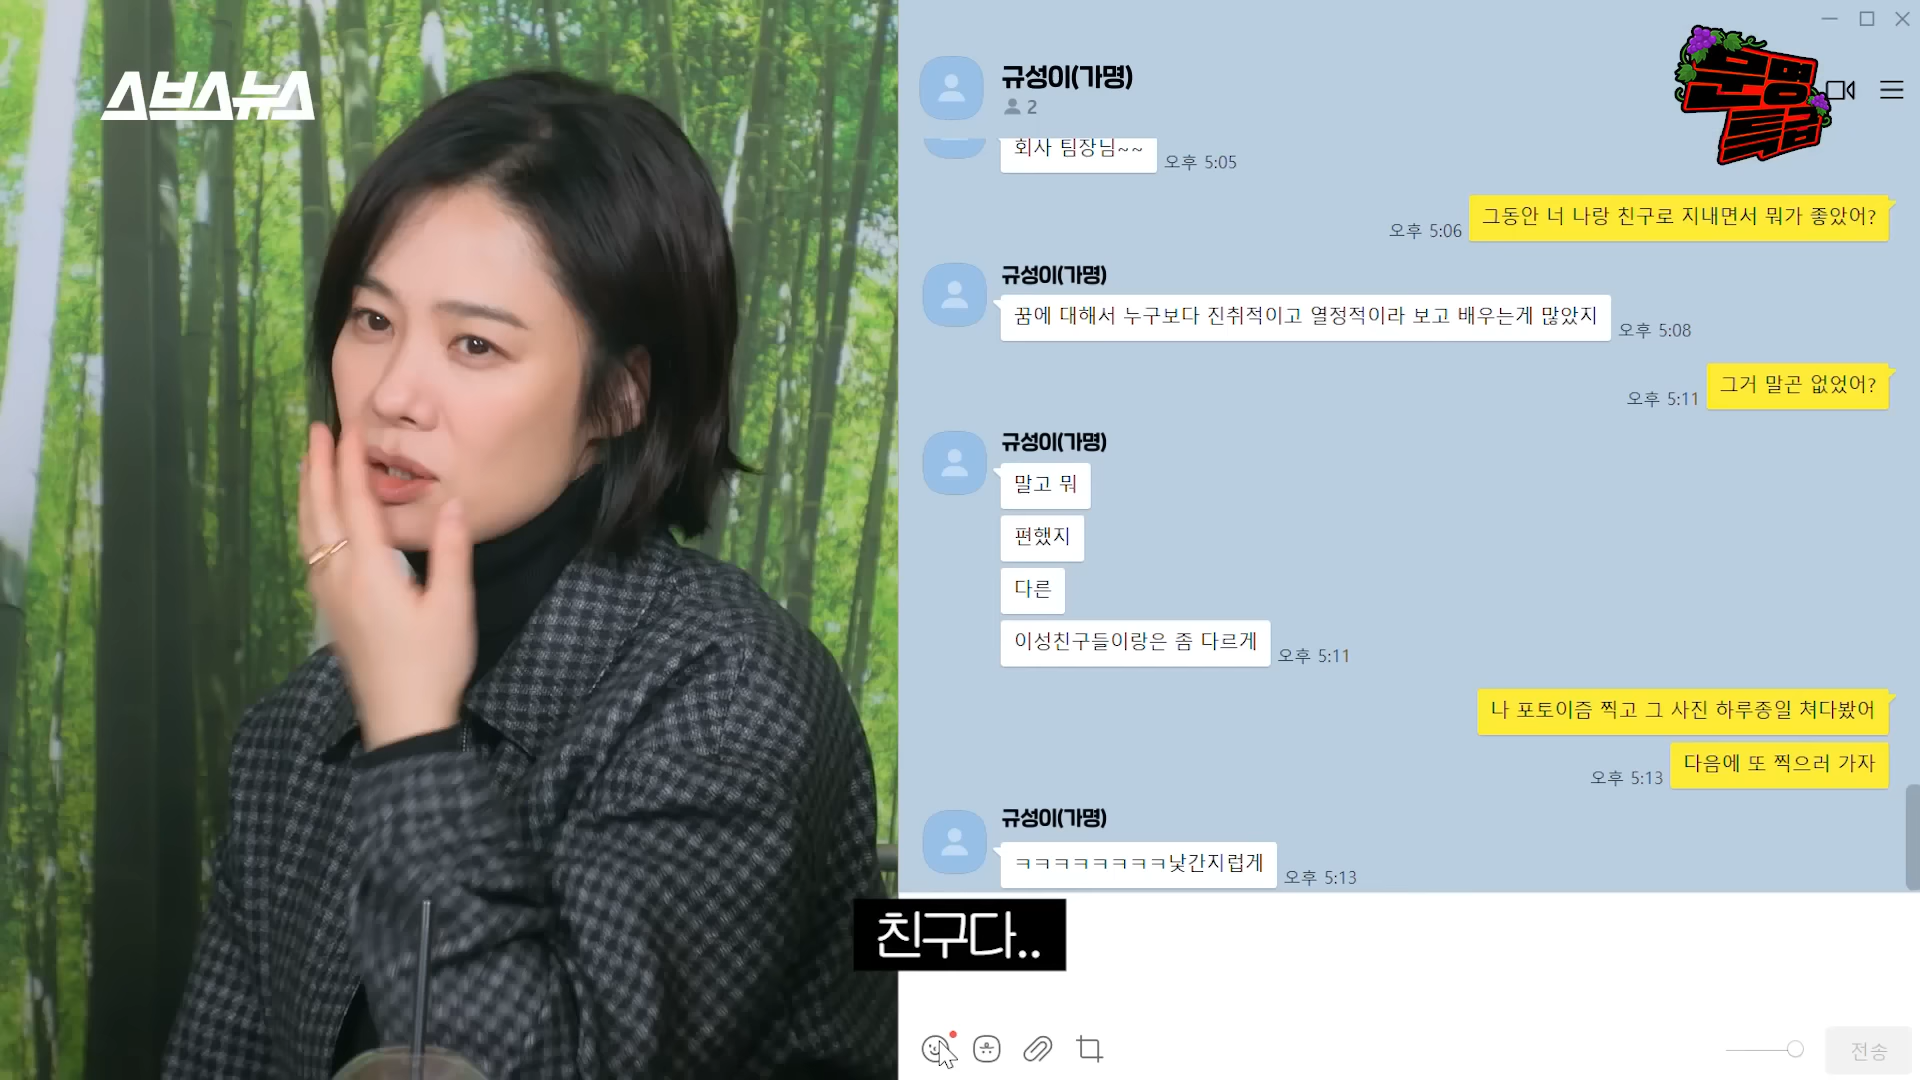 스브스뉴스
규성이(가명)
2
회사 팀장님~~
오후 5:05
그동안 너 나랑 친구로 지내면서 뭐가 좋았어?
오후 5:06
규성이(가명)
꿈에 대해서 누구보다 진취적이고 열정적이라 보고 배우는게 많았지
오후 5:08
그거 말곤 없었어?
오후 5:11
규성이(가명)
말고 뭐
편했지
다른
이성친구들이랑은 좀 다르게
오후 5:11
나 포토이즘 찍고 그 사진 하루종일 쳐다봤어
다음에 또 찍으러 가자
오후 5:13
규성이(가명)
ㅋㅋㅋㅋㅋㅋㅋㅋ낯간지럽게
오후 5:13
친구다..
전송